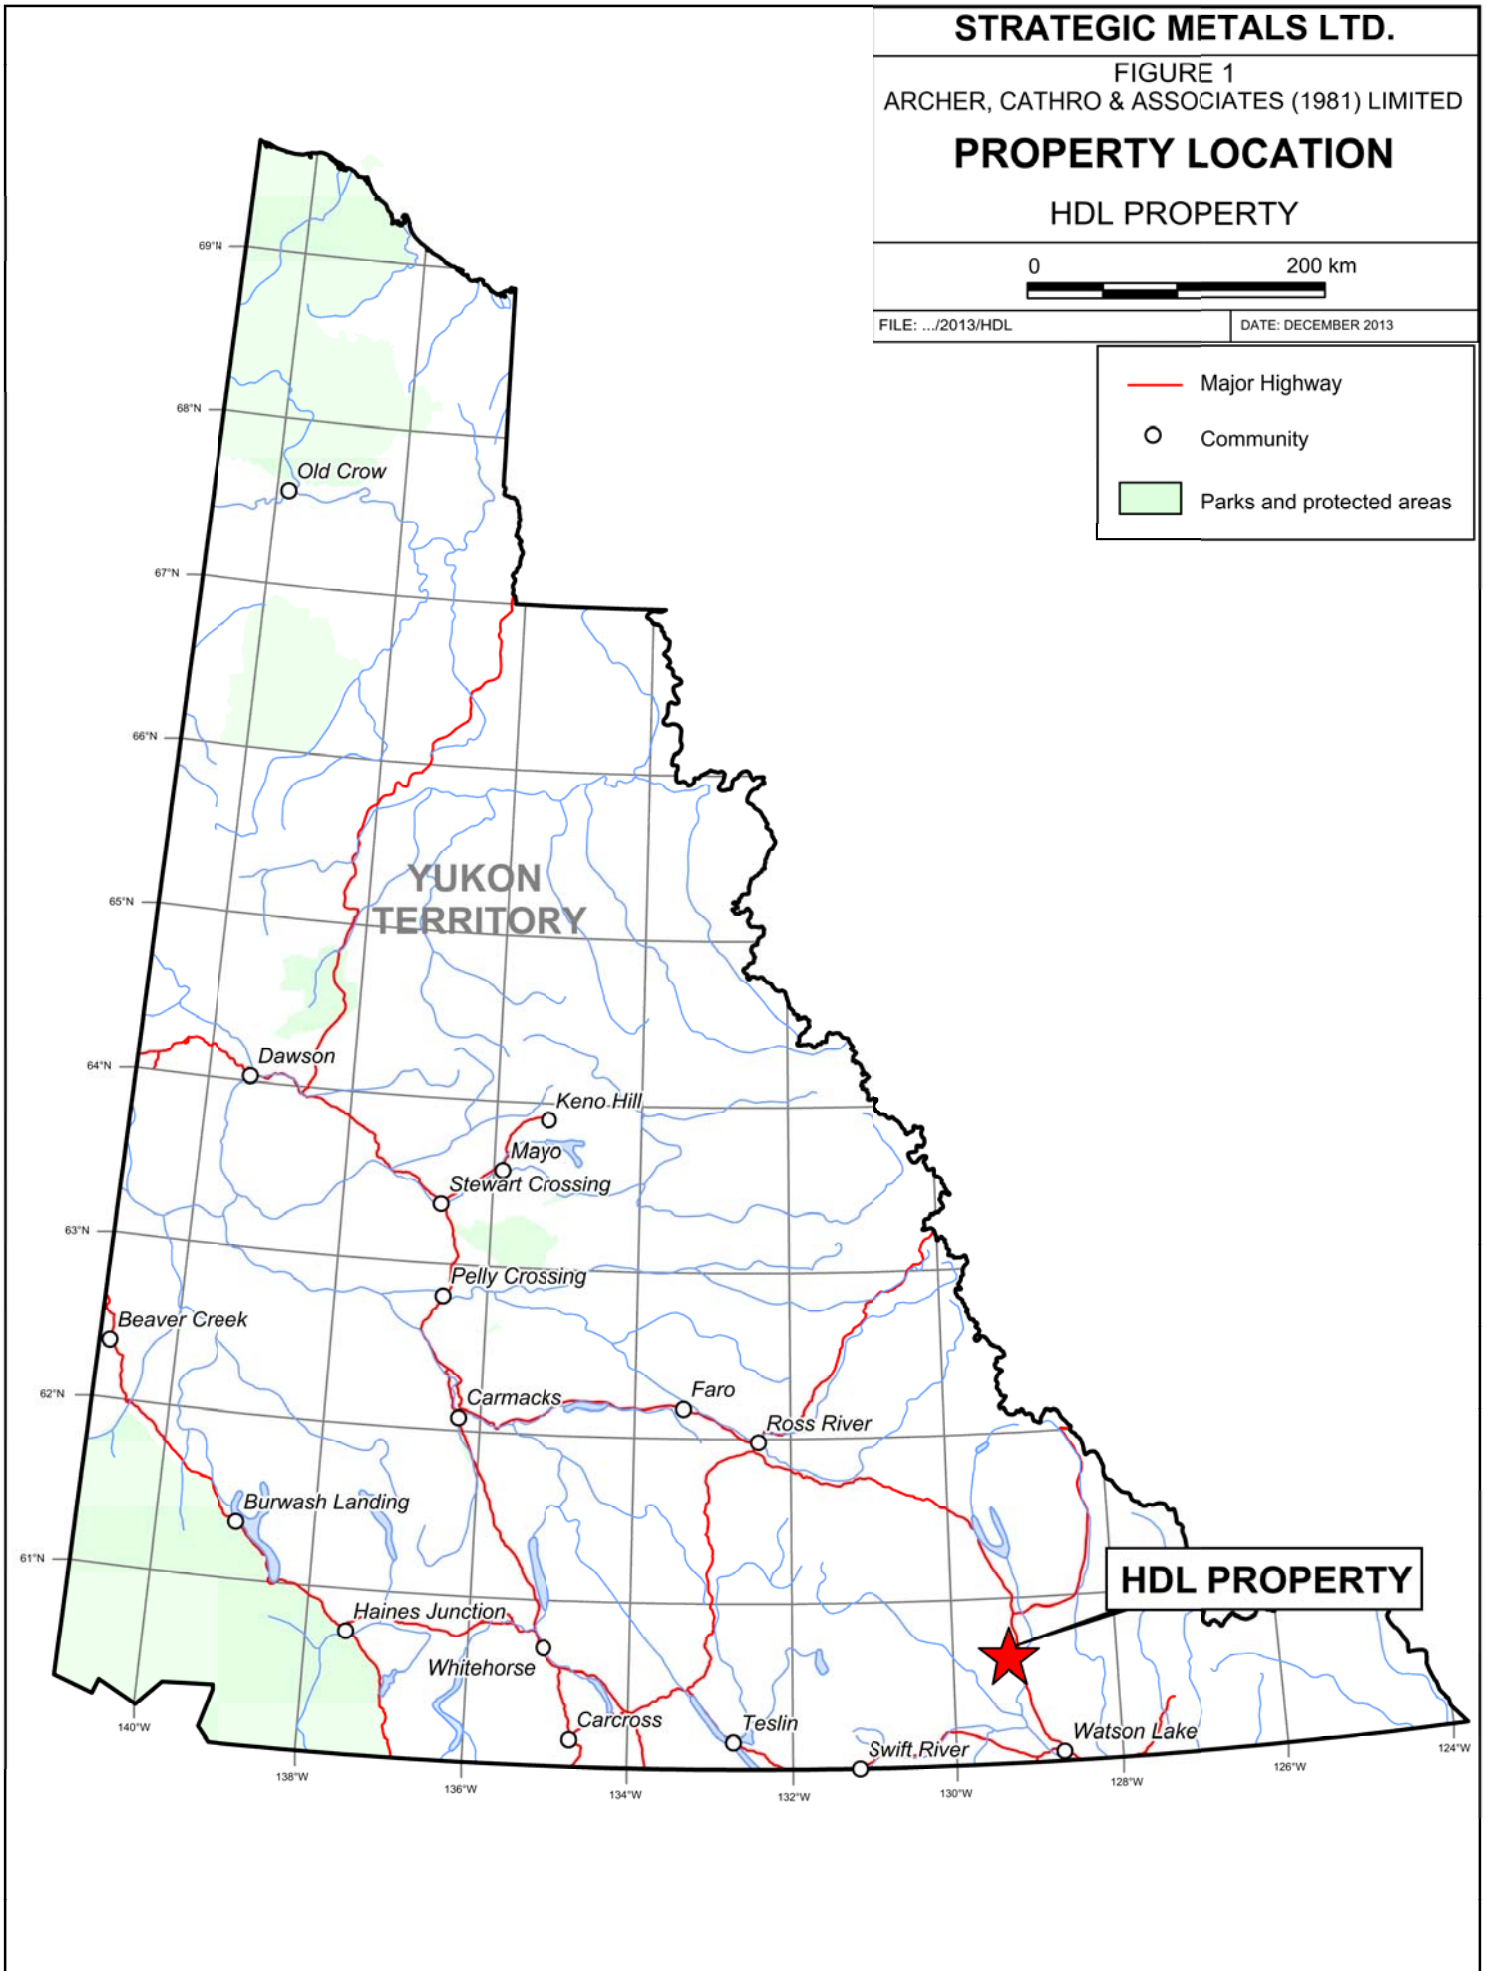 STRATEGIC METALS LTD.
FIGURE 1
ARCHER, CATHRO & ASSOCIATES (1981) LIMITED
PROPERTY LOCATION
HDL PROPERTY
0 200 km
FILE: .../2013/HDL
DATE: DECEMBER 2013
Major Highway
Community
Parks and protected areas
69°N
68°N
Old Crow
67°N
66°N
YUKON
TERRITORY
65°N
Dawson
64°N
Keno Hill
Mayo
Stewart Crossing
63°N
Pelly Crossing
Beaver Creek
62°N
Carmacks
Faro
Ross River
Burwash Landing
61°N
HDL PROPERTY
Haines Junction
Whitehorse
Carcross
Teslin
Swift River
Watson Lake
140°W
138°W
136°W
134°W
132°W
130°W
128°W
126°W
124°W